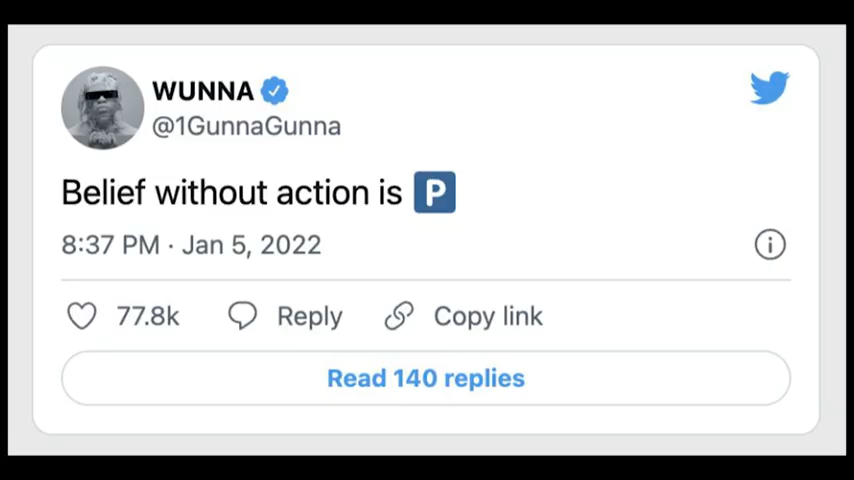 WUNNA
@1GunnaGunna
Belief without action is 🅿️
8:37 PM · Jan 5, 2022
77.8k Reply Copy link
Read 140 replies